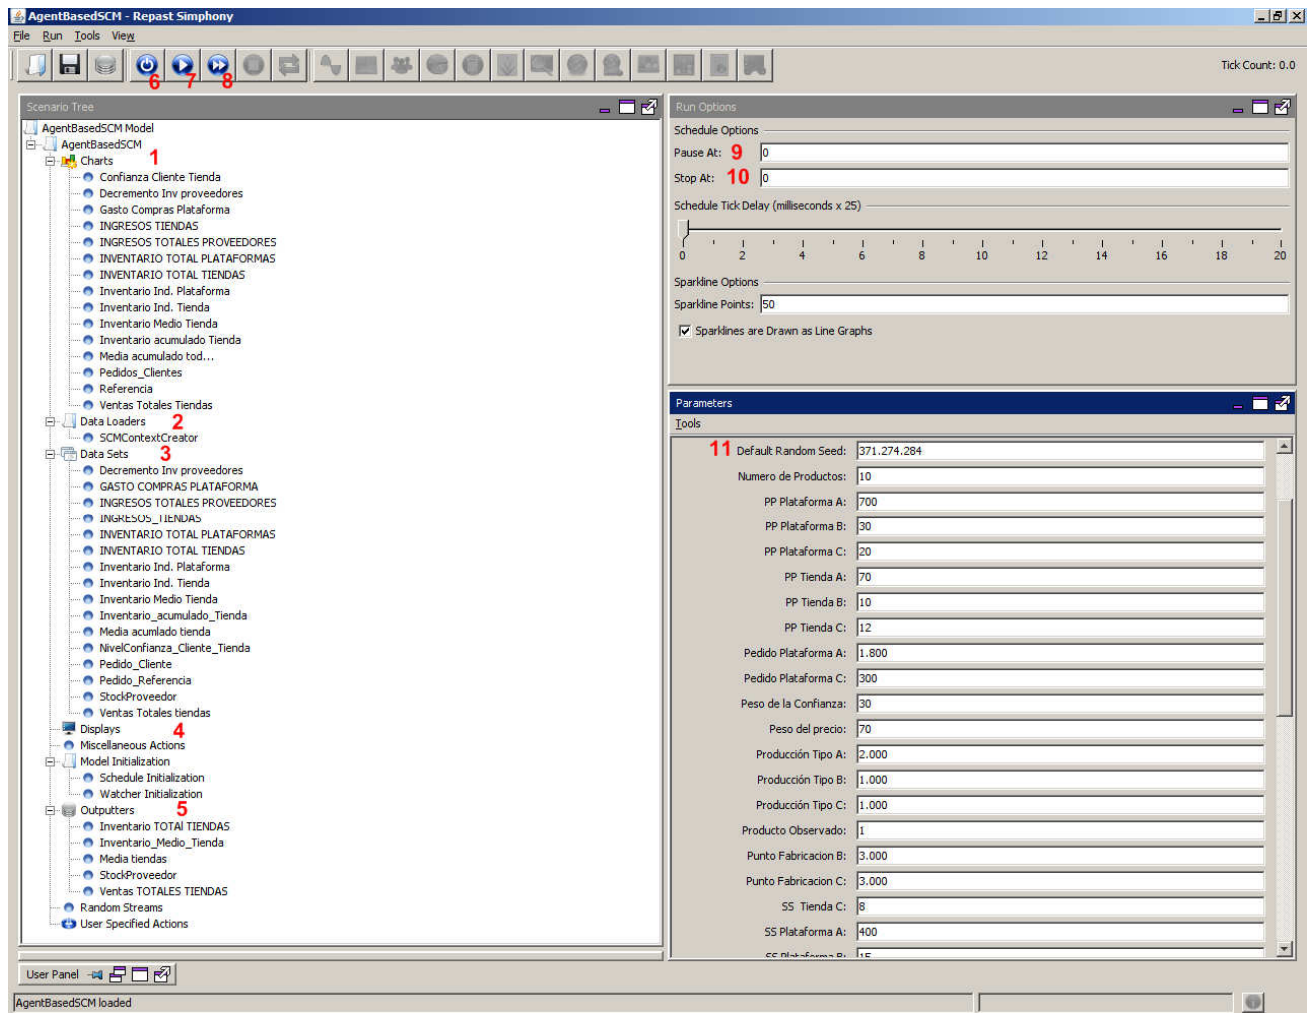 AgentBasedSCM - Repast Simphony
File Run Tools View
6 7 8
Tick Count: 0.0
Scenario Tree
AgentBasedSCM Model
AgentBasedSCM
Charts 1
Confianza Cliente Tienda
Decremento Inv proveedores
Gasto Compras Plataforma
INGRESOS TIENDAS
INGRESOS TOTALES PROVEEDORES
INVENTARIO TOTAL PLATAFORMAS
INVENTARIO TOTAL TIENDAS
Inventario Ind. Plataforma
Inventario Ind. Tienda
Inventario Medio Tienda
Inventario acumulado Tienda
Media acumulado tod...
Pedidos_Clientes
Referencia
Ventas Totales Tiendas
Data Loaders 2
SCMContextCreator
Data Sets 3
Decremento Inv proveedores
GASTO COMPRAS PLATAFORMA
INGRESOS TOTALES PROVEEDORES
INGRESOS_TIENDAS
INVENTARIO TOTAL PLATAFORMAS
INVENTARIO TOTAL TIENDAS
Inventario Ind. Plataforma
Inventario Ind. Tienda
Inventario Medio Tienda
Inventario_acumulado_Tienda
Media acumlado tienda
NivelConfianza_Cliente_Tienda
Pedido_Cliente
Pedido_Referencia
StockProveedor
Ventas Totales tiendas
Displays 4
Miscellaneous Actions
Model Initialization
Schedule Initialization
Watcher Initialization
Outputters 5
Inventario TOTAl TIENDAS
Inventario_Medio_Tienda
Media tiendas
StockProveedor
Ventas TOTALES TIENDAS
Random Streams
User Specified Actions
Run Options
Schedule Options
Pause At: 9 0
Stop At: 10 0
Schedule Tick Delay (milliseconds x 25)
0 2 4 6 8 10 12 14 16 18 20
Sparkline Options
Sparkline Points: 50
Sparklines are Drawn as Line Graphs
Parameters
Tools
11 Default Random Seed: 371.274.284
Numero de Productos: 10
PP Plataforma A: 700
PP Plataforma B: 30
PP Plataforma C: 20
PP Tienda A: 70
PP Tienda B: 10
PP Tienda C: 12
Pedido Plataforma A: 1.800
Pedido Plataforma C: 300
Peso de la Confianza: 30
Peso del precio: 70
Producción Tipo A: 2.000
Producción Tipo B: 1.000
Producción Tipo C: 1.000
Producto Observado: 1
Punto Fabricacion B: 3.000
Punto Fabricacion C: 3.000
SS Tienda C: 8
SS Plataforma A: 400
SS Plataforma B: 15
User Panel
AgentBasedSCM loaded